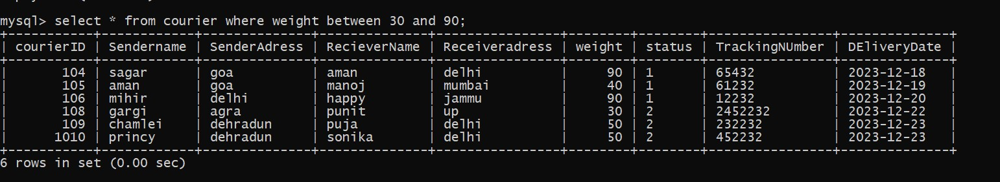 mysql> select * from courier where weight between 30 and 90;
+-----------+------------+--------------+--------------+----------------+--------+--------+----------------+--------------+
| courierID | Sendername | SenderAdress | RecieverName | Receiveradress | weight | status | TrackingNUmber | DEliveryDate |
+-----------+------------+--------------+--------------+----------------+--------+--------+----------------+--------------+
|       104 | sagar      | goa          | aman         | delhi          |     90 | 1      | 65432          | 2023-12-18   |
|       105 | aman       | goa          | manoj        | mumbai         |     40 | 1      | 61232          | 2023-12-19   |
|       106 | mihir      | delhi        | happy        | jammu          |     90 | 1      | 12232          | 2023-12-20   |
|       108 | gargi      | agra         | punit        | up             |     30 | 2      | 2452232        | 2023-12-22   |
|       109 | chamlei    | dehradun     | puja         | delhi          |     50 | 2      | 232232         | 2023-12-23   |
|      1010 | princy     | dehradun     | sonika       | delhi          |     50 | 2      | 452232         | 2023-12-23   |
+-----------+------------+--------------+--------------+----------------+--------+--------+----------------+--------------+
6 rows in set (0.00 sec)